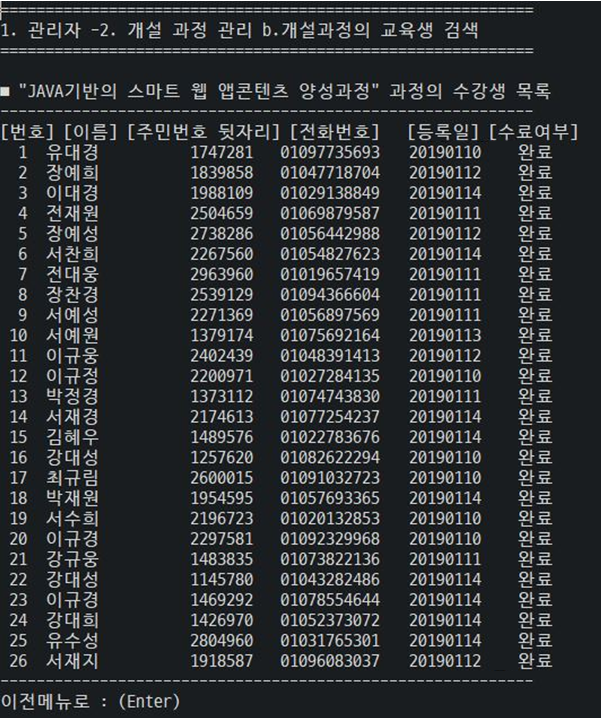 ============================================================
1. 관리자 -2. 개설 과정 관리 b.개설과정의 교육생 검색
============================================================
■ "JAVA기반의 스마트 웹 앱콘텐츠 양성과정" 과정의 수강생 목록
------------------------------------------------------------
[번호] [이름] [주민번호 뒷자리] [전화번호] [등록일] [수료여부]
1 유대경 1747281 01097735693 20190110 완료
2 장예희 1839858 01047718704 20190112 완료
3 이대경 1988109 01029138849 20190114 완료
4 전재원 2504659 01069879587 20190111 완료
5 장예성 2738286 01056442988 20190112 완료
6 서찬희 2267560 01054827623 20190114 완료
7 전대웅 2963960 01019657419 20190111 완료
8 장찬경 2539129 01094366604 20190111 완료
9 서예성 2271369 01056897569 20190111 완료
10 서예원 1379174 01075692164 20190113 완료
11 이규웅 2402439 01048391413 20190112 완료
12 이규정 2200971 01027284135 20190110 완료
13 박정경 1373112 01074743830 20190111 완료
14 서재경 2174613 01077254237 20190114 완료
15 김혜우 1489576 01022783676 20190114 완료
16 강대성 1257620 01082622294 20190110 완료
17 최규림 2600015 01091032723 20190110 완료
18 박재원 1954595 01057693365 20190114 완료
19 서수희 2196723 01020132853 20190110 완료
20 이규경 2297581 01092329968 20190110 완료
21 강규웅 1483835 01073822136 20190111 완료
22 강대성 1145780 01043282486 20190114 완료
23 이규경 1469292 01078554644 20190114 완료
24 강대희 1426970 01052373072 20190114 완료
25 유수성 2804960 01031765301 20190114 완료
26 서재지 1918587 01096083037 20190112 완료
------------------------------------------------------------
이전메뉴로 : (Enter)